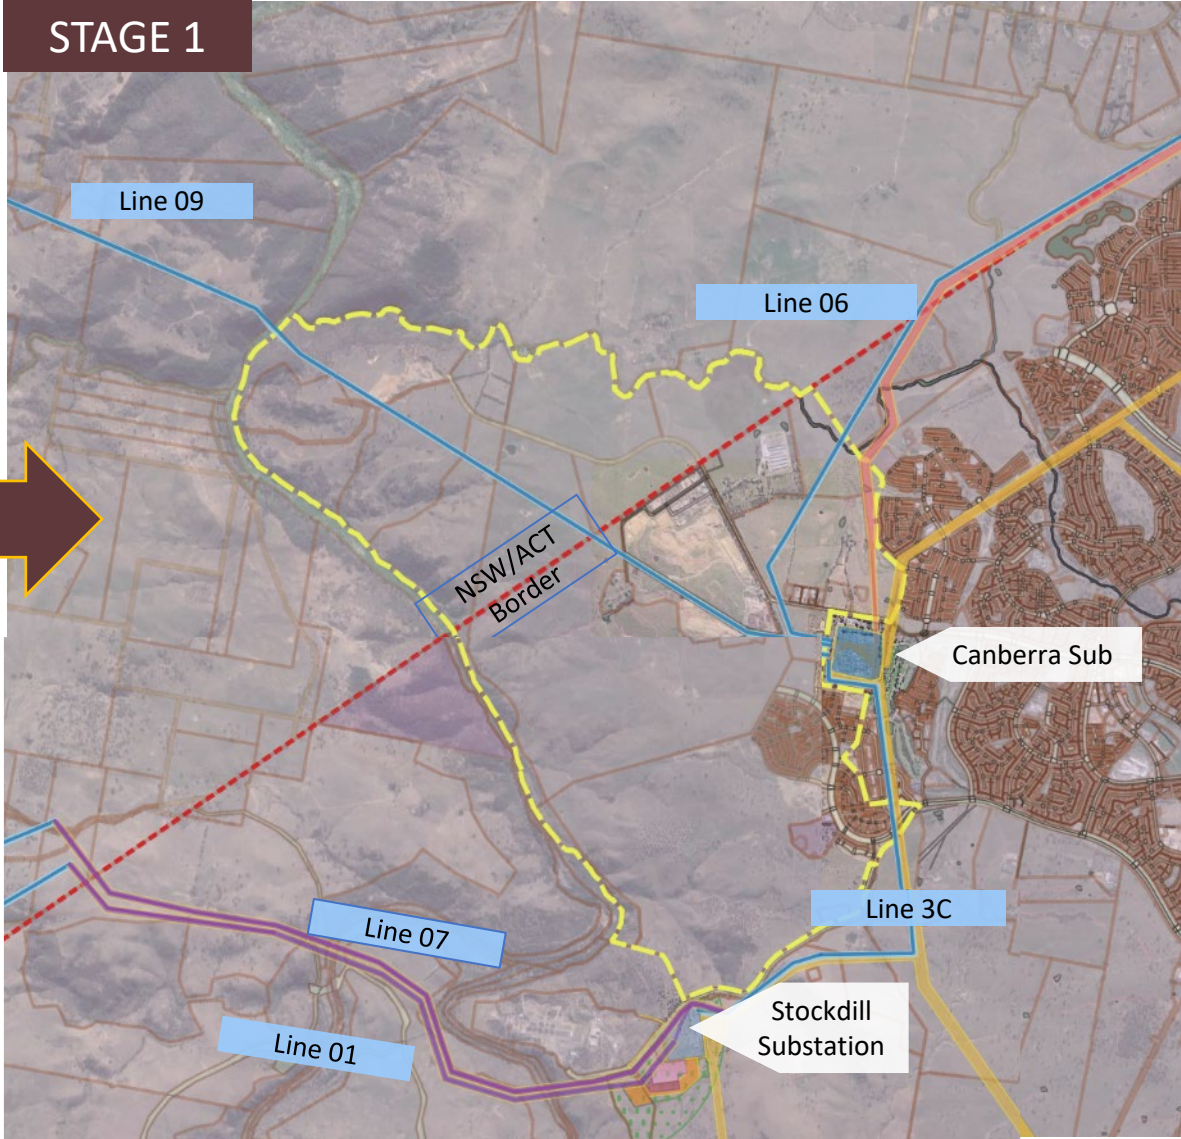 STAGE 1
Line 09
Line 06
NSW/ACT
Border
Canberra Sub
Line 3C
Line 07
Stockdill
Substation
Line 01